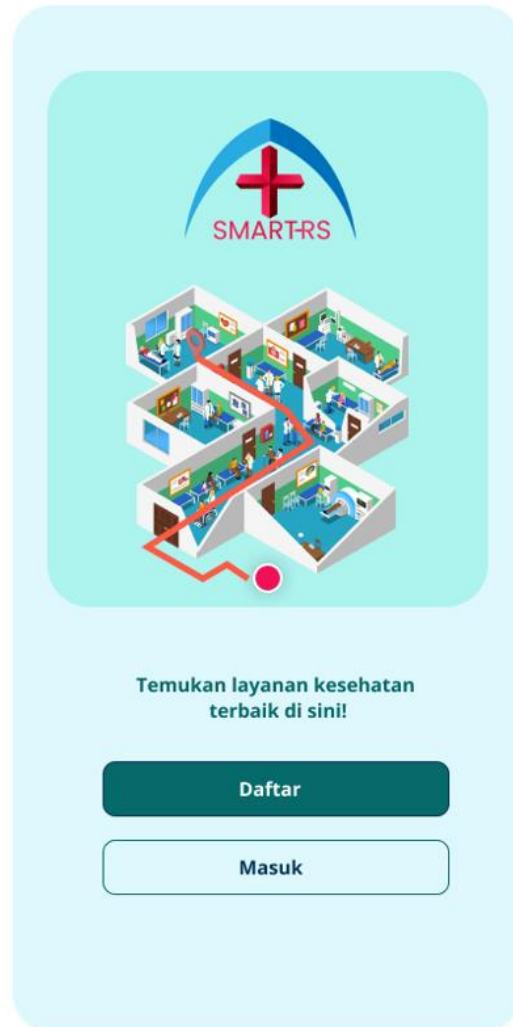 SMART-RS
Temukan layanan kesehatan
terbaik di sini!
Daftar
Masuk